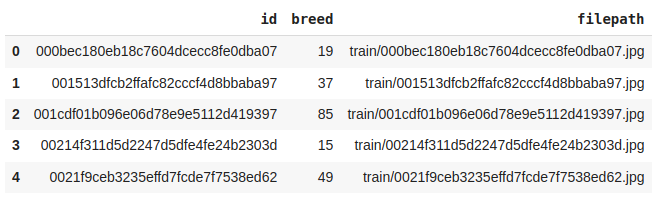 id breed filepath
0 000bec180eb18c7604dcecc8fe0dba07 19 train/000bec180eb18c7604dcecc8fe0dba07.jpg
1 001513dfcb2ffafc82cccf4d8bbaba97 37 train/001513dfcb2ffafc82cccf4d8bbaba97.jpg
2 001cdf01b096e06d78e9e5112d419397 85 train/001cdf01b096e06d78e9e5112d419397.jpg
3 00214f311d5d2247d5dfe4fe24b2303d 15 train/00214f311d5d2247d5dfe4fe24b2303d.jpg
4 0021f9ceb3235effd7fcde7f7538ed62 49 train/0021f9ceb3235effd7fcde7f7538ed62.jpg